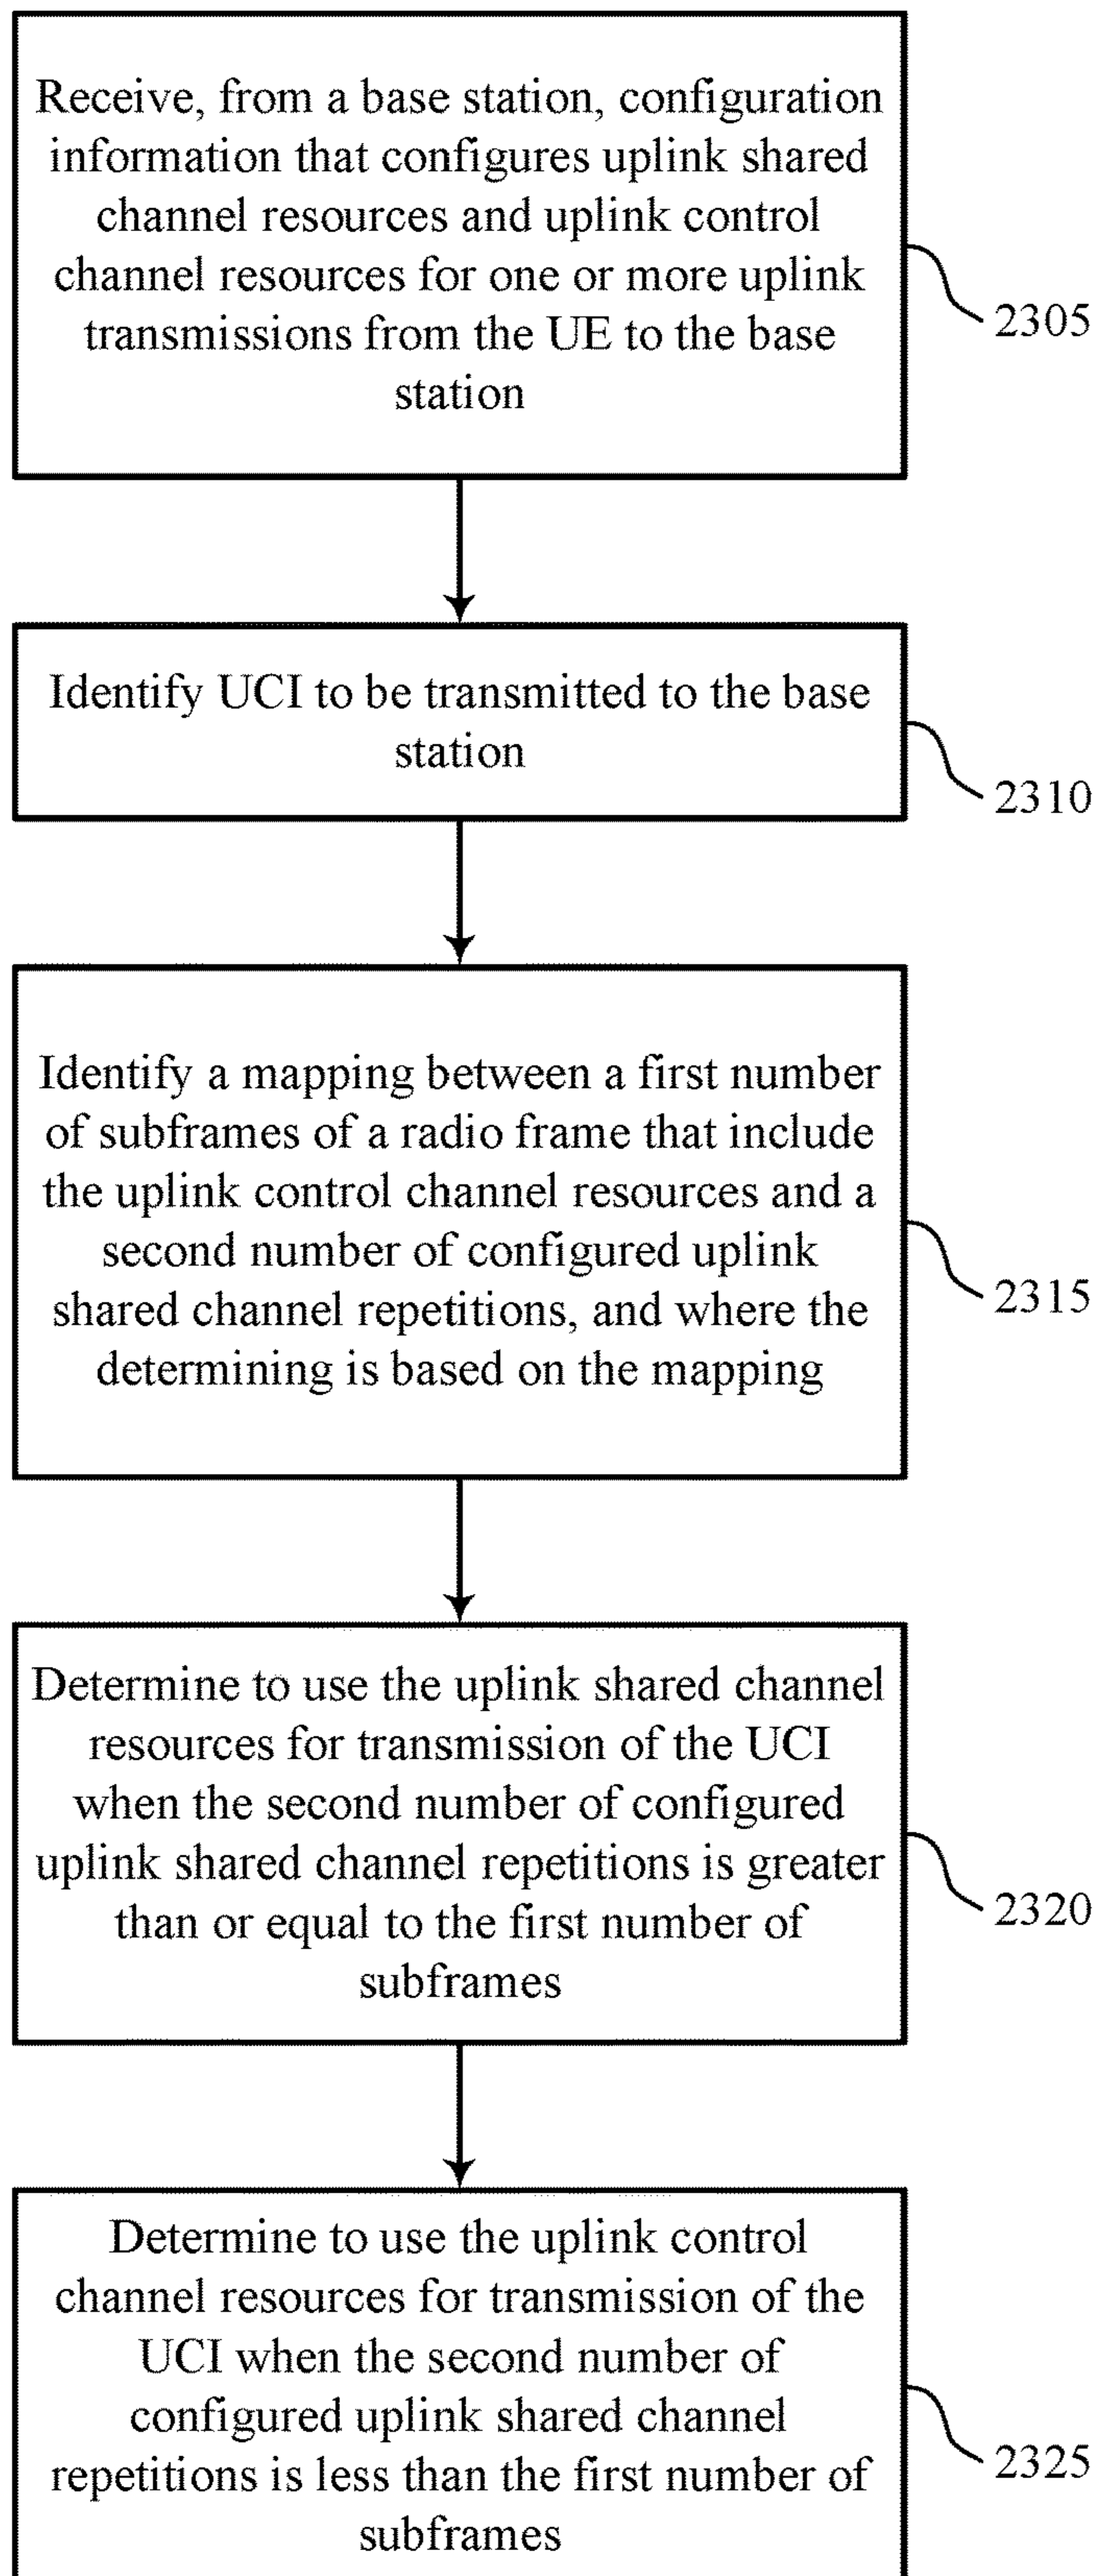 Receive, from a base station, configuration
information that configures uplink shared
channel resources and uplink control
channel resources for one or more uplink
transmissions from the UE to the base
station
2305
Identify UCI to be transmitted to the base
station
2310
Identify a mapping between a first number
of subframes of a radio frame that include
the uplink control channel resources and a
second number of configured uplink
shared channel repetitions, and where the
determining is based on the mapping
2315
Determine to use the uplink shared channel
resources for transmission of the UCI
when the second number of configured
uplink shared channel repetitions is greater
than or equal to the first number of
subframes
2320
Determine to use the uplink control
channel resources for transmission of the
UCI when the second number of
configured uplink shared channel
repetitions is less than the first number of
subframes
2325